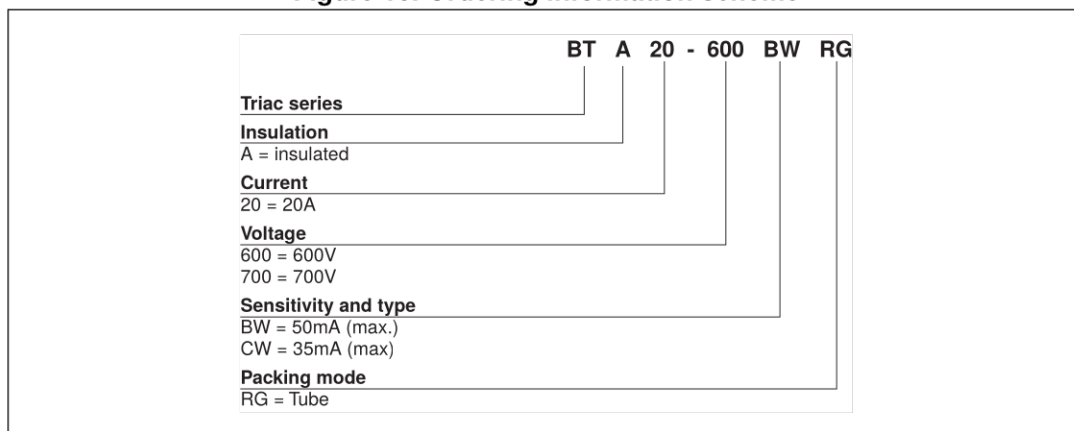 BT A 20 - 600 BW RG
Triac series
Insulation
A = insulated
Current
20 = 20A
Voltage
600 = 600V
700 = 700V
Sensitivity and type
BW = 50mA (max.)
CW = 35mA (max)
Packing mode
RG = Tube